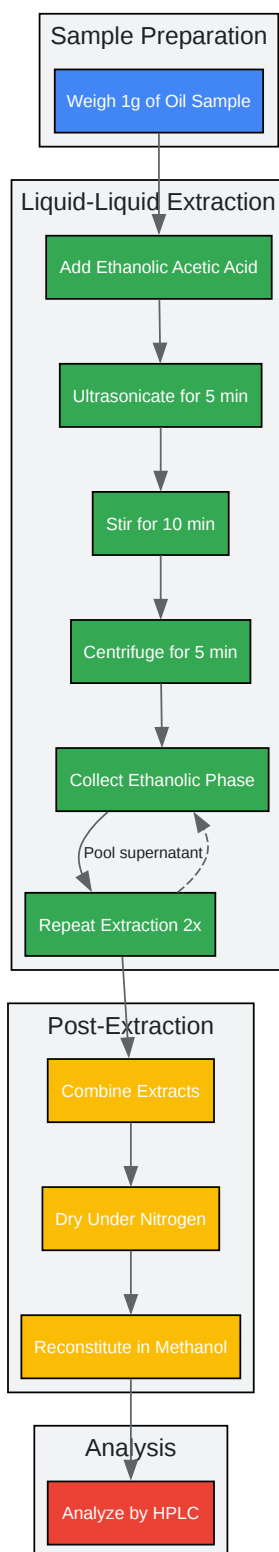 Sample Preparation
Weigh 1g of Oil Sample
Liquid-Liquid Extraction
Add Ethanolic Acetic Acid
Ultrasonicate for 5 min
Stir for 10 min
Centrifuge for 5 min
Collect Ethanolic Phase
Pool supernatant
Repeat Extraction 2x
Post-Extraction
Combine Extracts
Dry Under Nitrogen
Reconstitute in Methanol
Analysis
Analyze by HPLC